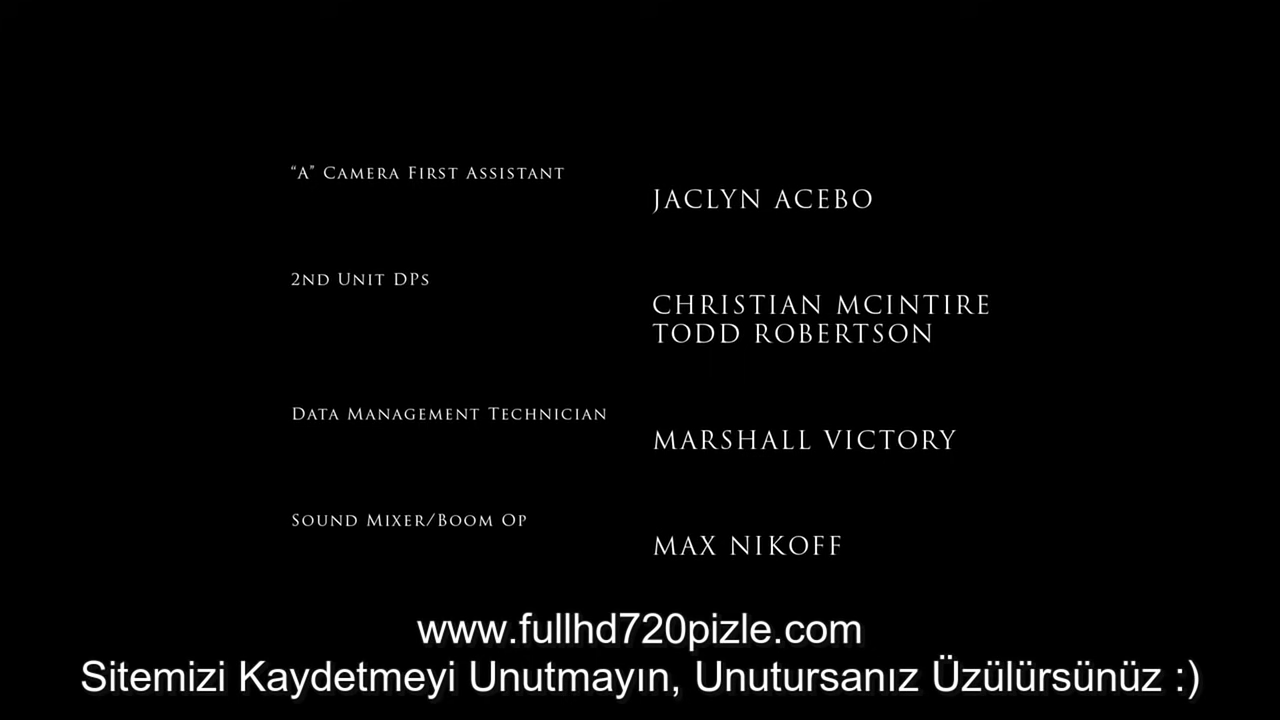 “A” Camera First Assistant
JACLYN ACEBO
2nd Unit DPs
CHRISTIAN MCINTIRE
TODD ROBERTSON
Data Management Technician
MARSHALL VICTORY
Sound Mixer/Boom Op
MAX NIKOFF
www.fullhd720pizle.com
Sitemizi Kaydetmeyi Unutmayın, Unutursanız Üzülürsünüz :)